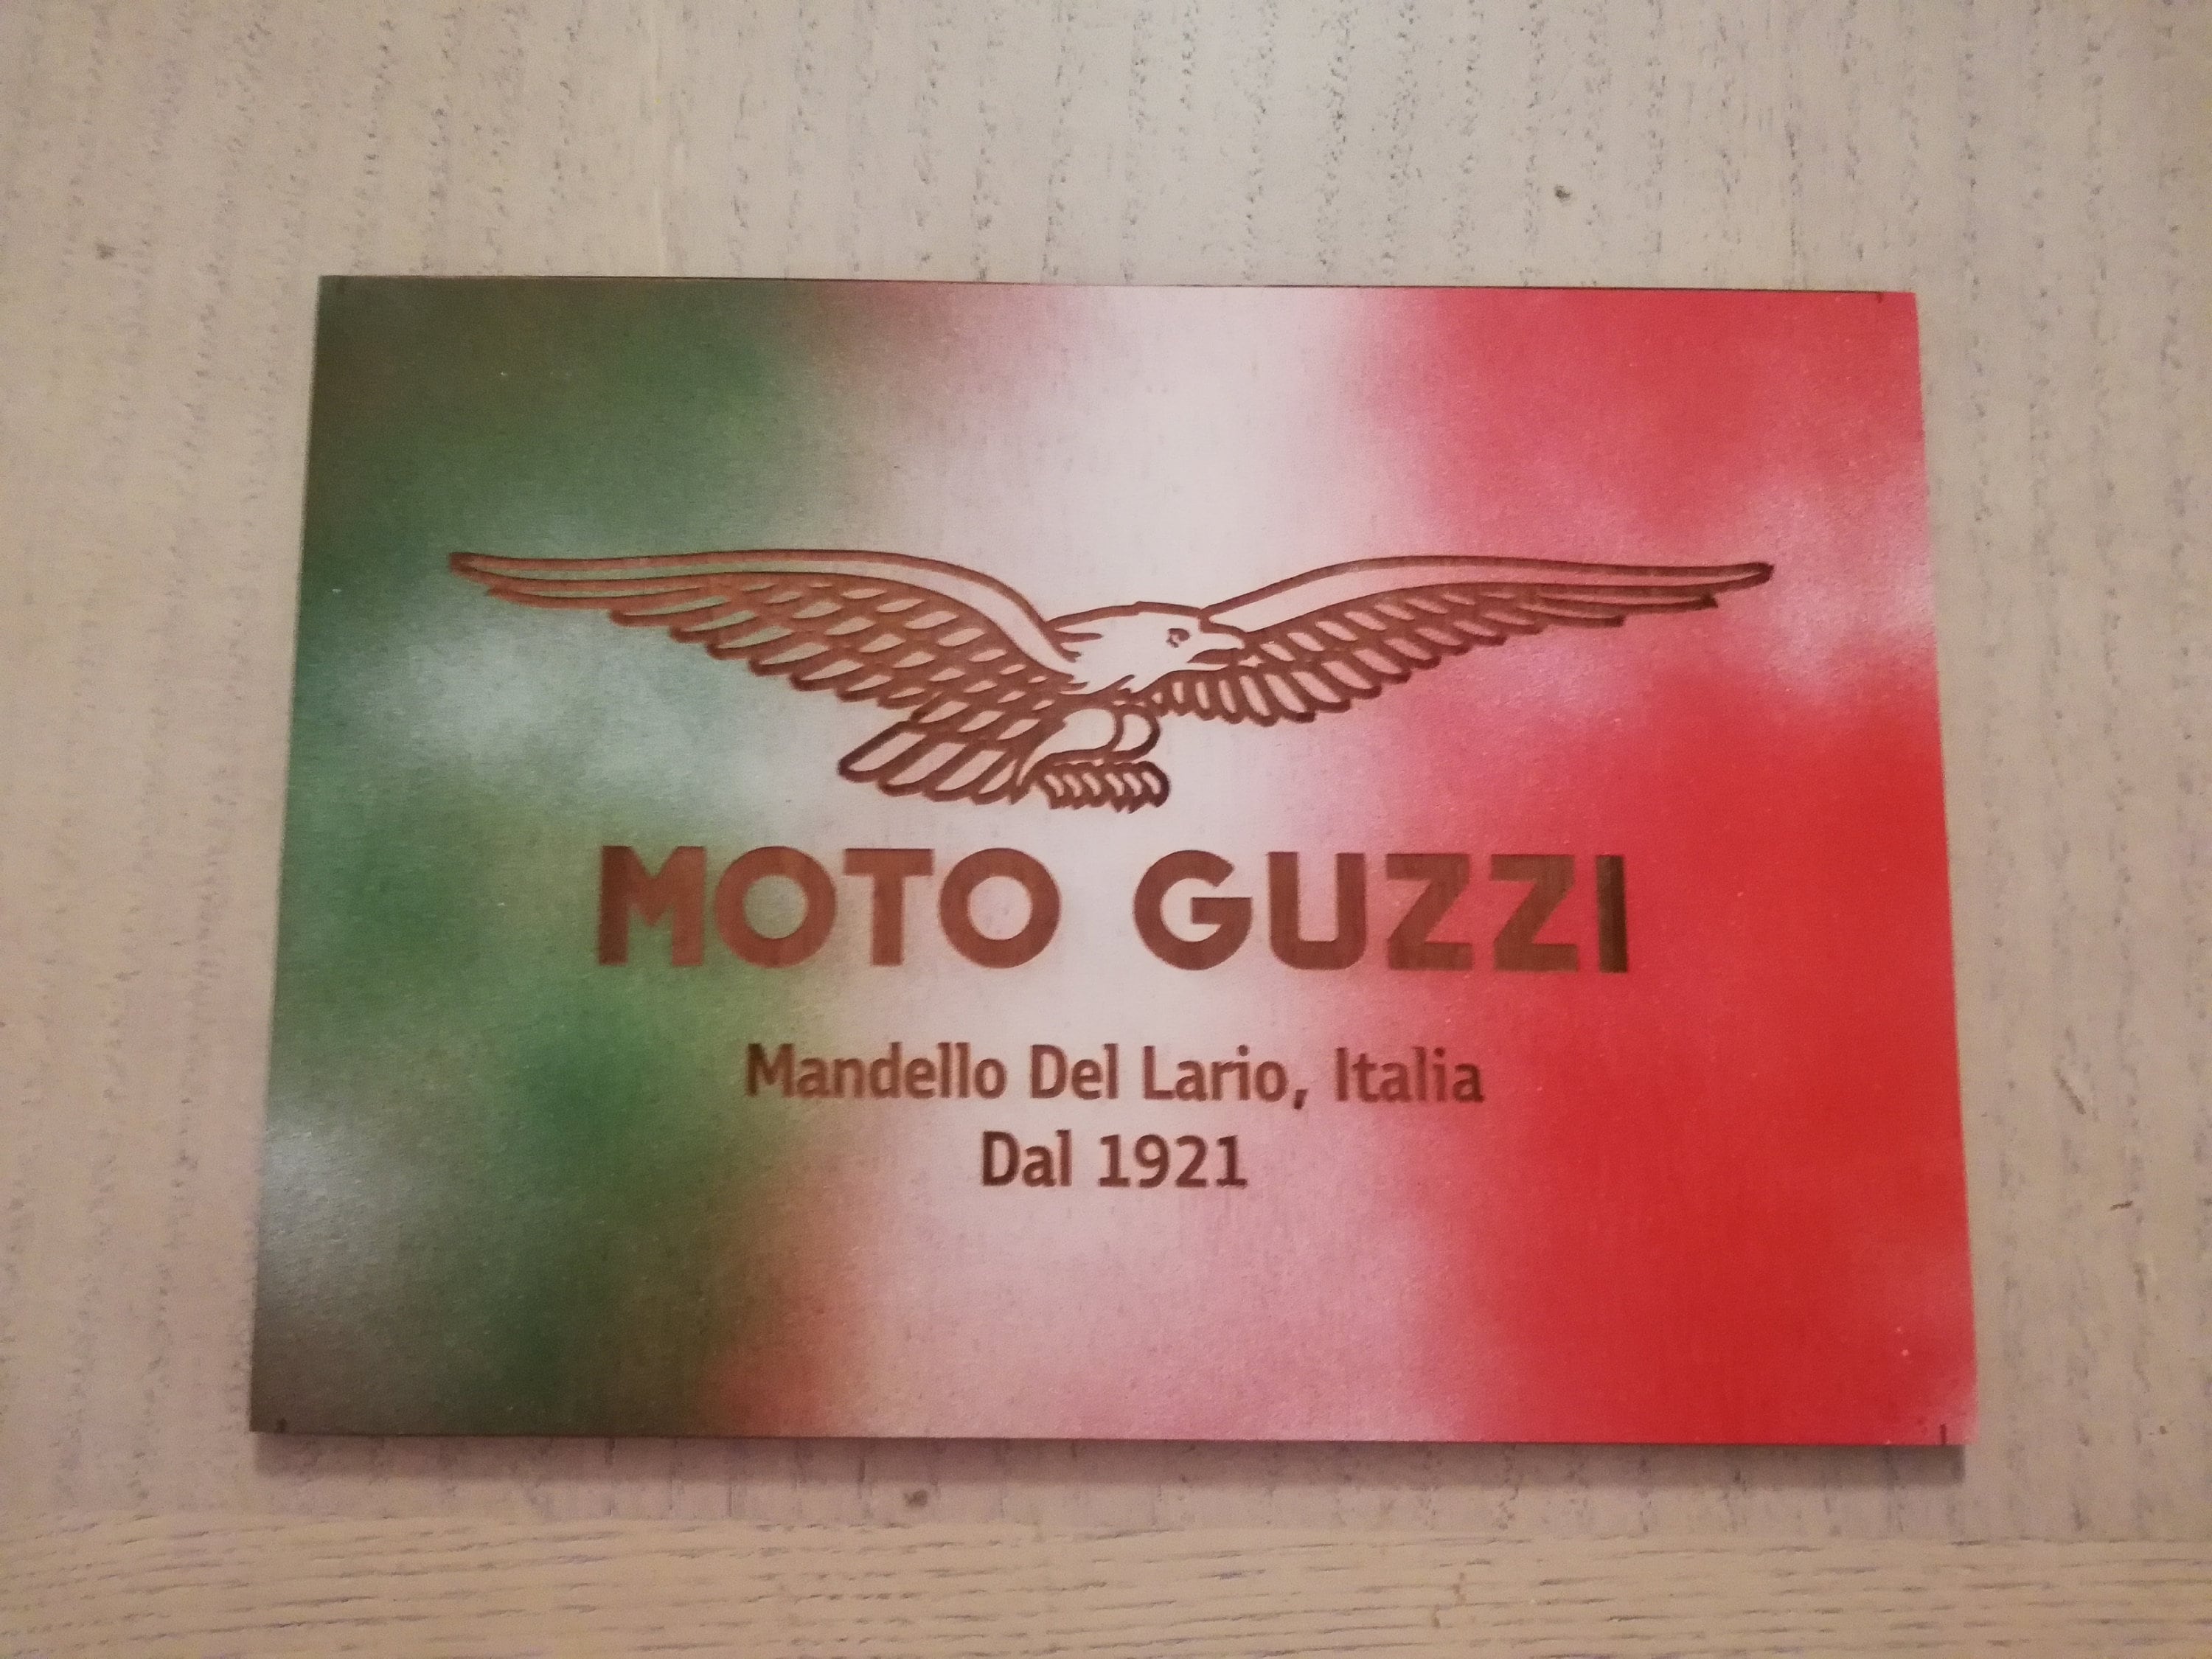 MOTO GUZZI
Mandello Del Lario, Italia
Dal 1921